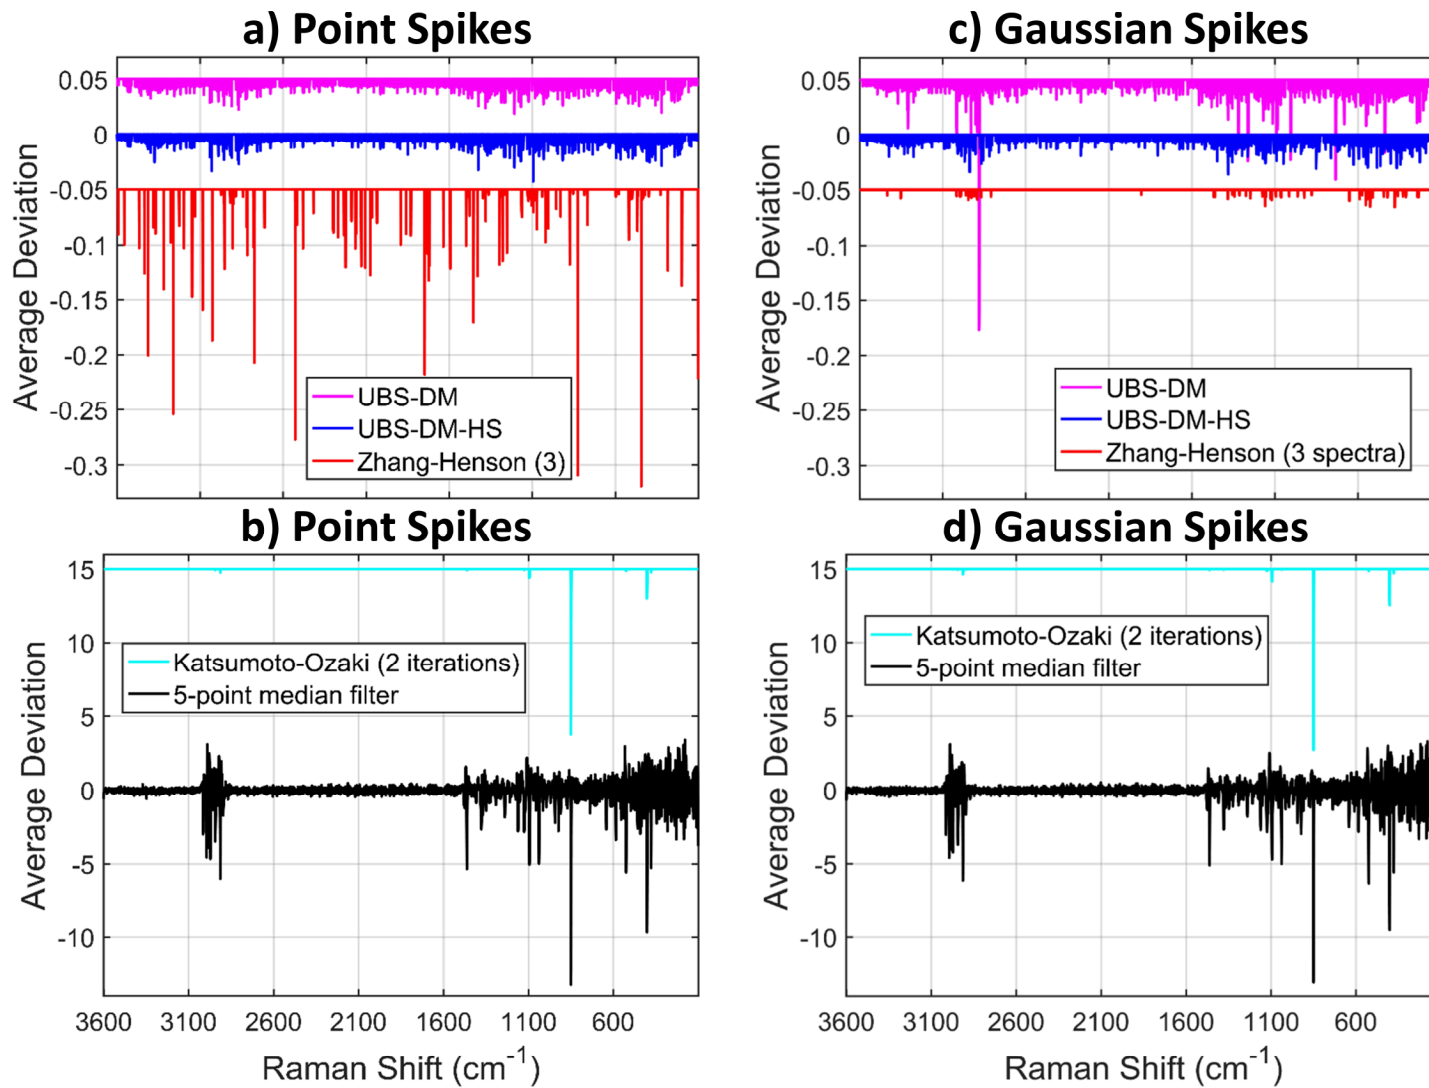 a) Point Spikes
0.05
0
-0.05
-0.1
-0.15
-0.2
-0.25
-0.3
Average Deviation
UBS-DM
UBS-DM-HS
Zhang-Henson (3)
c) Gaussian Spikes
0.05
0
-0.05
-0.1
-0.15
-0.2
-0.25
-0.3
Average Deviation
UBS-DM
UBS-DM-HS
Zhang-Henson (3 spectra)
b) Point Spikes
15
10
5
0
-5
-10
Average Deviation
Katsumoto-Ozaki (2 iterations)
5-point median filter
3600 3100 2600 2100 1600 1100 600
Raman Shift (cm⁻¹)
d) Gaussian Spikes
15
10
5
0
-5
-10
Average Deviation
Katsumoto-Ozaki (2 iterations)
5-point median filter
3600 3100 2600 2100 1600 1100 600
Raman Shift (cm⁻¹)